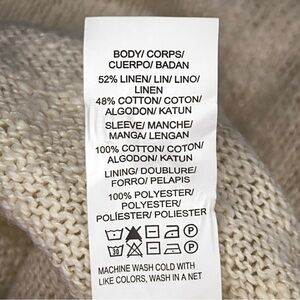 BODY/ CORPS/
CUERPO/ BADAN
52% LINEN/ LIN/ LINO/
LINEN
48% COTTON/ COTON/
ALGODON/ KATUN
SLEEVE/ MANCHE/
MANGA/ LENGAN
100% COTTON/ COTON/
ALGODON/ KATUN
LINING/ DOUBLURE/
FORRO/ PELAPIS
100% POLYESTER/
POLYESTER/
POLÍESTER/ POLIESTER
P
30 P
MACHINE WASH COLD WITH
LIKE COLORS, WASH IN A NET